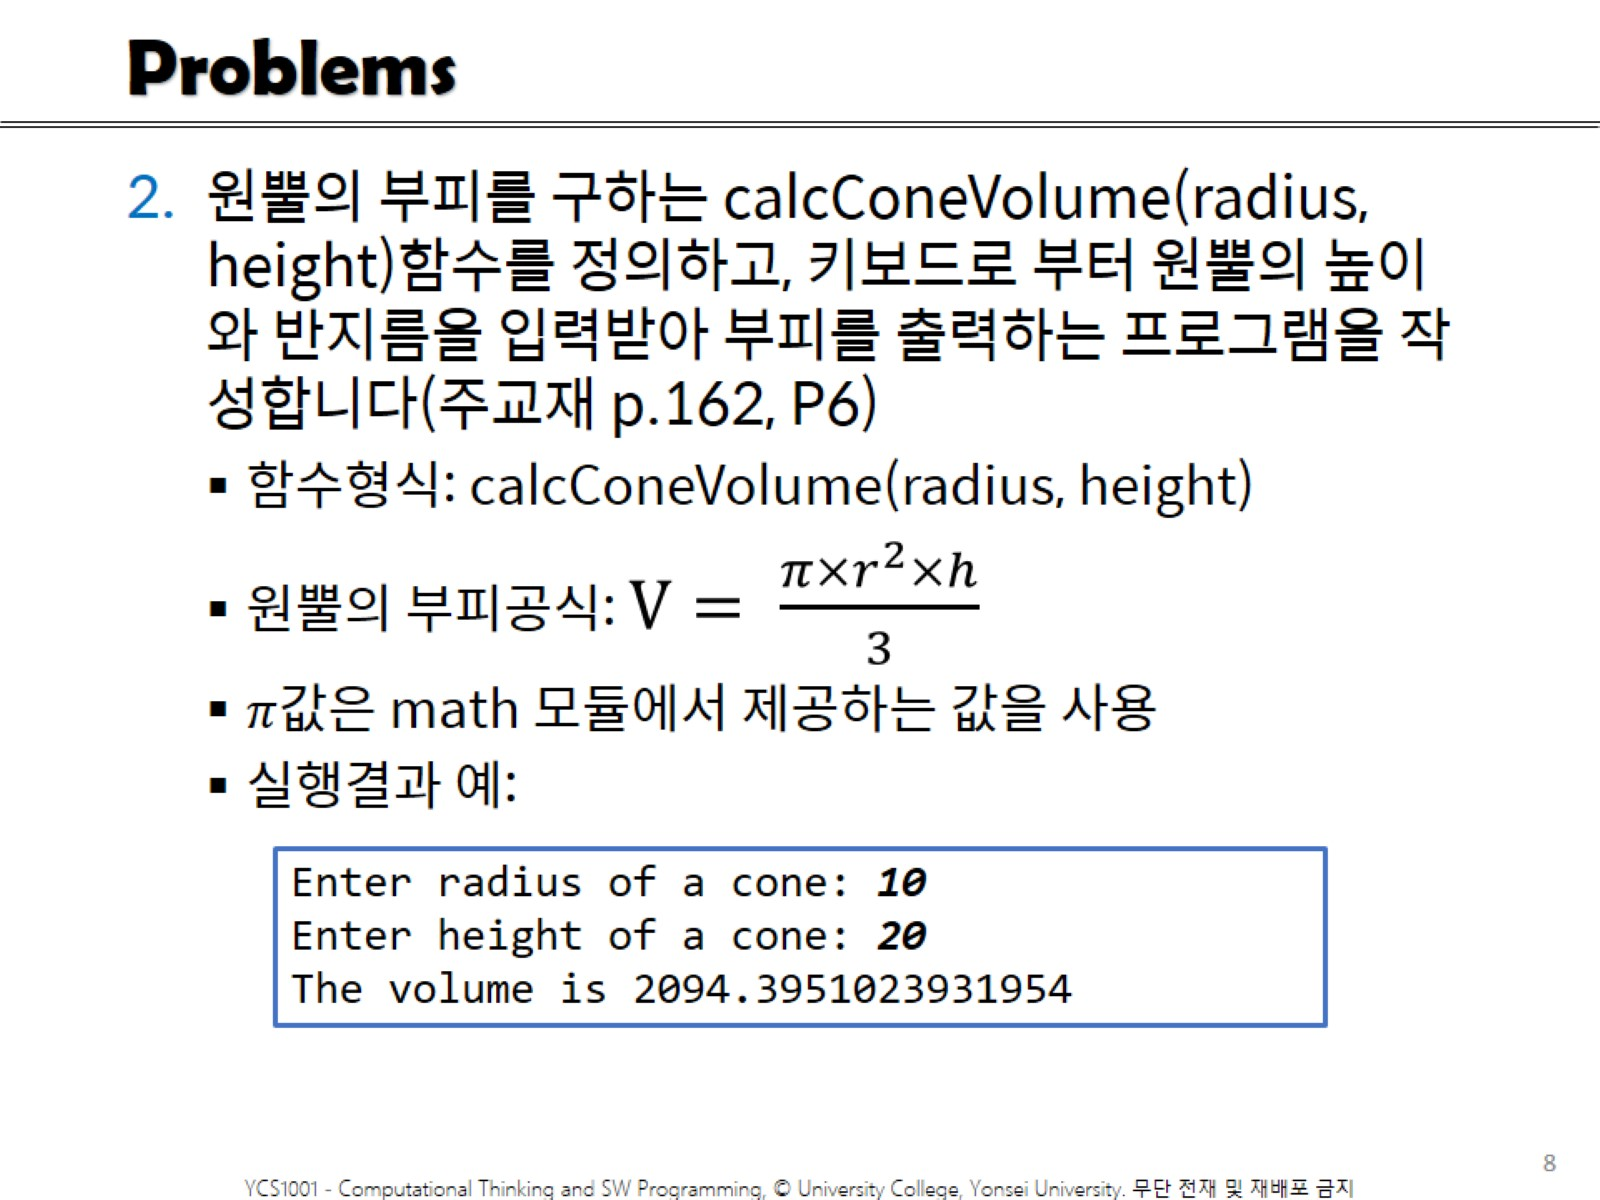 Problems
2. 원뿔의 부피를 구하는 calcConeVolume(radius,
height)함수를 정의하고, 키보드로 부터 원뿔의 높이
와 반지름을 입력받아 부피를 출력하는 프로그램을 작
성합니다(주교재 p.162, P6)
▪ 함수형식: calcConeVolume(radius, height)
▪ 원뿔의 부피공식: V = π×r²×h / 3
▪ π값은 math 모듈에서 제공하는 값을 사용
▪ 실행결과 예:
Enter radius of a cone: 10
Enter height of a cone: 20
The volume is 2094.3951023931954
8
YCS1001 - Computational Thinking and SW Programming, © University College, Yonsei University. 무단 전재 및 재배포 금지